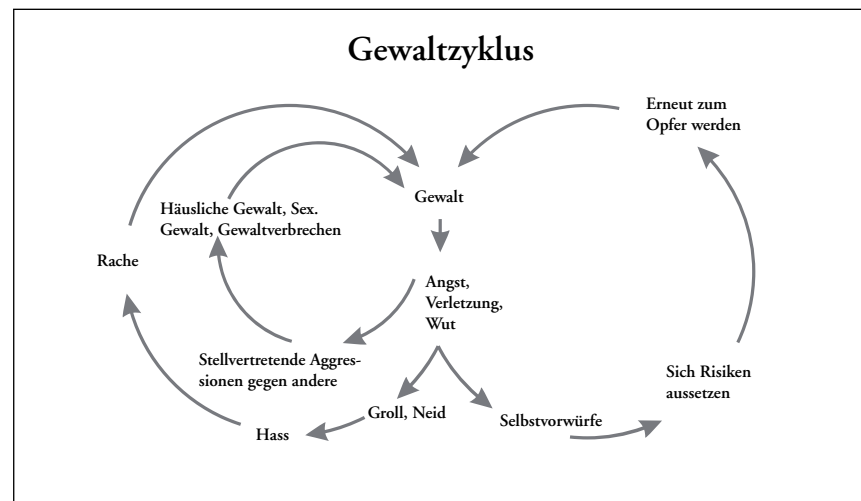 Gewaltzyklus
Erneut zum
Opfer werden
Gewalt
Häusliche Gewalt, Sex.
Gewalt, Gewaltverbrechen
Rache
Angst,
Verletzung,
Wut
Stellvertretende Aggres-
sionen gegen andere
Sich Risiken
aussetzen
Groll, Neid
Selbstvorwürfe
Hass